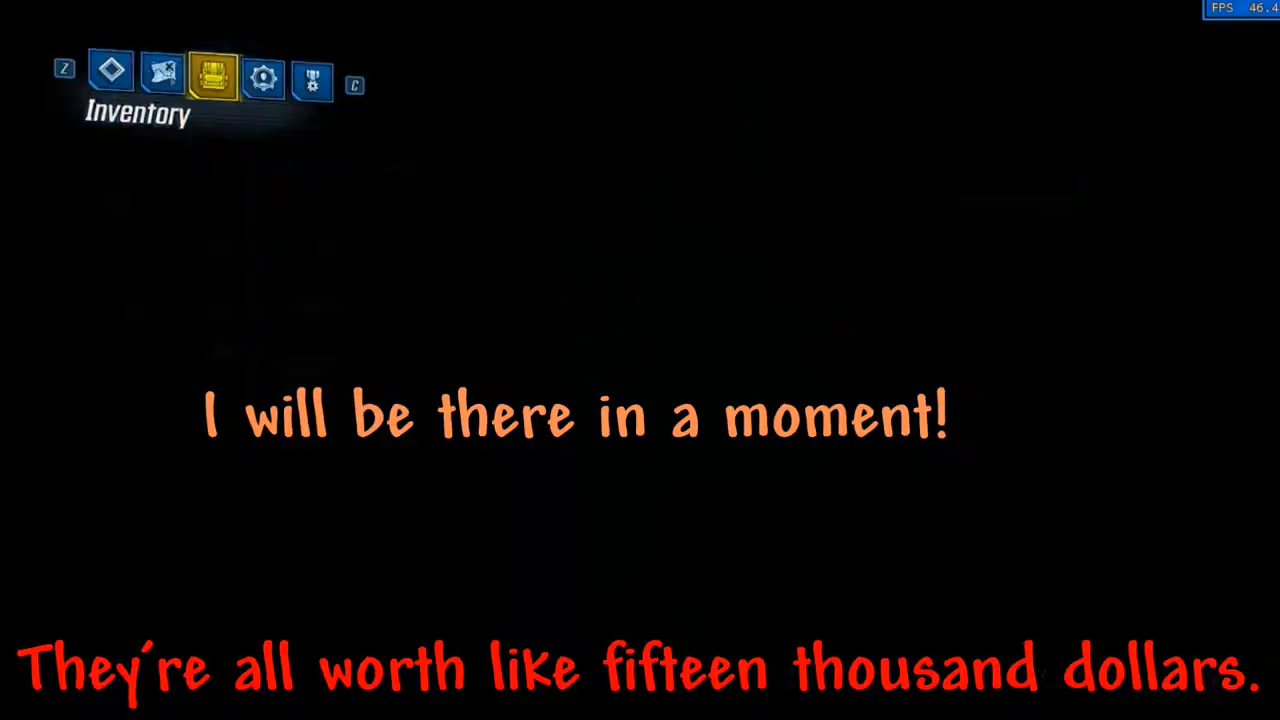 FPS 46.4
Z
C
Inventory
I will be there in a moment!
They're all worth like fifteen thousand dollars.